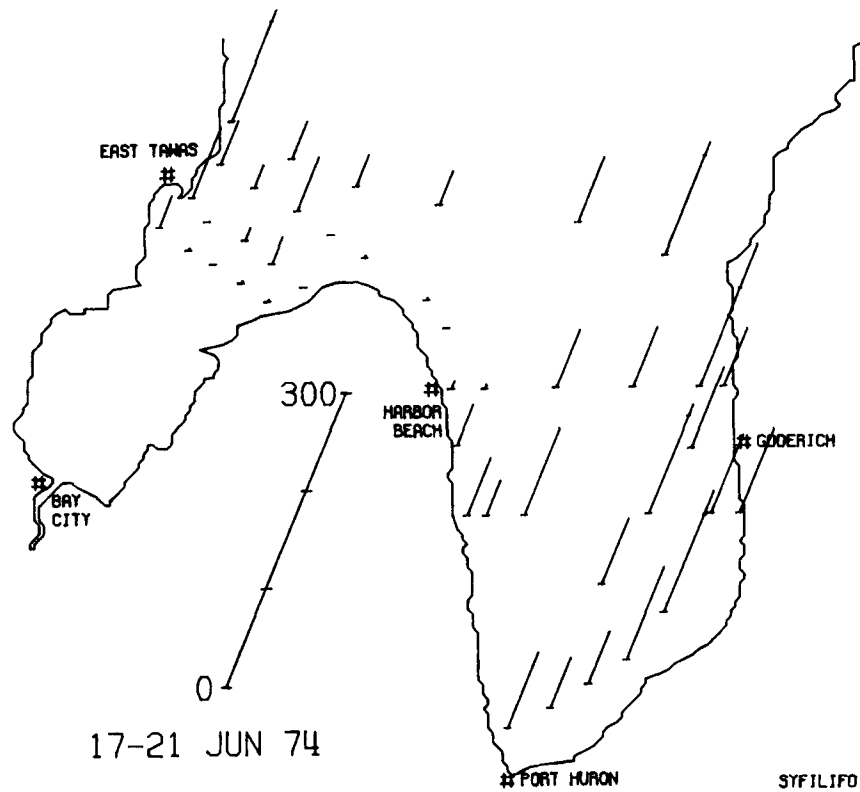 EAST TAWAS
#
300
HARBOR
BEACH
#
# GODERICH
#
BAY
CITY
0
17-21 JUN 74
# PORT HURON
SYFILIFO